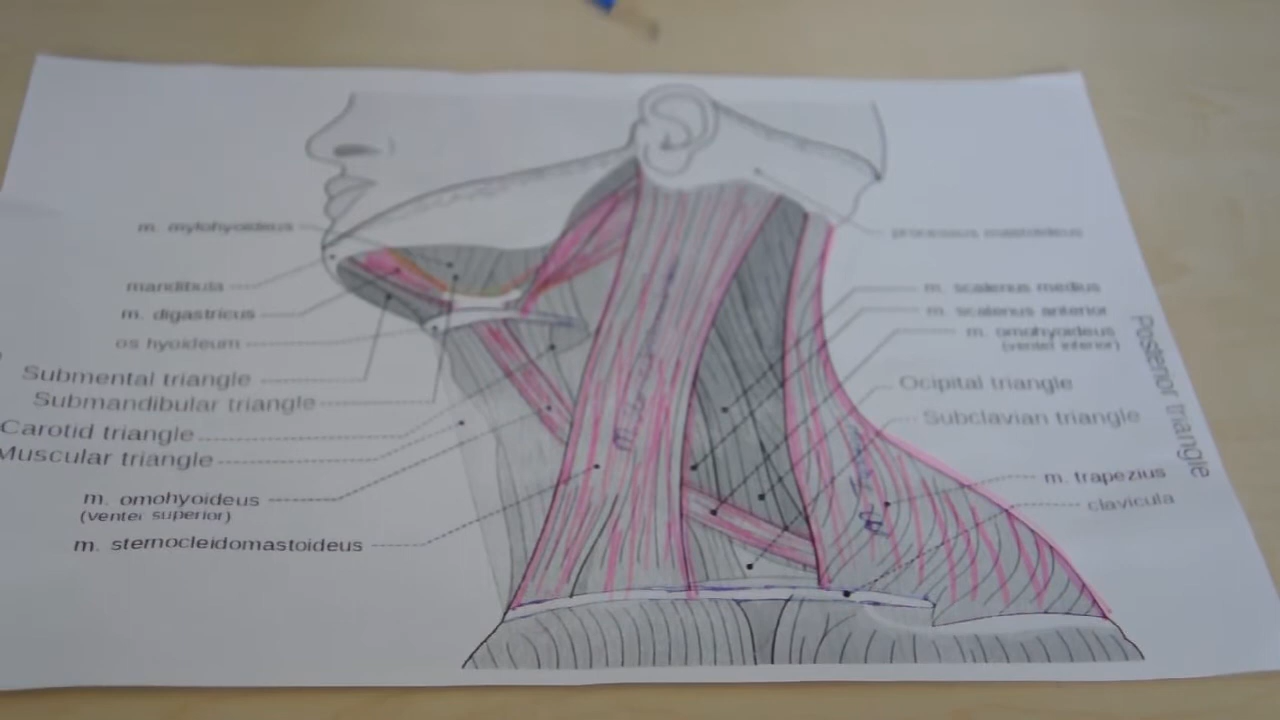 m. mylohyoideus
mandibula
m. digastricus
os hyoideum
Submental triangle
Submandibular triangle
Carotid triangle
Muscular triangle
m. omohyoideus
(venter superior)
m. sternocleidomastoideus
processus mastoideus
m. scalenus medius
m. scalenus anterior
m. omohyoideus
(venter inferior)
Ocipital triangle
Subclavian triangle
m. trapezius
clavicula
Posterior triangle